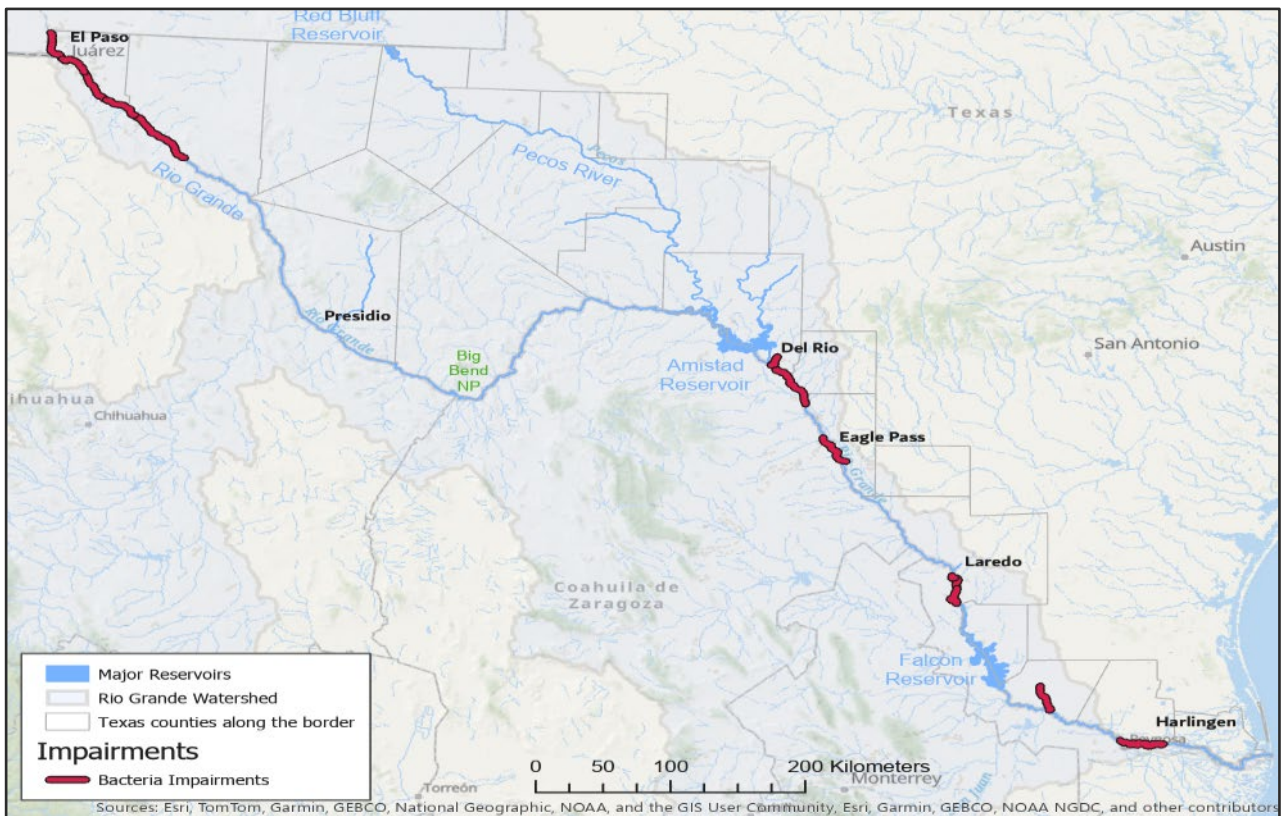 Red Bluff
Reservoir
El Paso
Juárez
Texas
Pecos
Pecos River
Rio Grande
Austin
Presidio
Rio Grande
San Antonio
Big
Bend
NP
Del Rio
Amistad
Reservoir
ihuahua
Chihuahua
Eagle Pass
Rio Grande
Laredo
Coahuila de
Zaragoza
Falcon
Reservoir
Harlingen
Reynosa
Major Reservoirs
Rio Grande Watershed
Texas counties along the border
Impairments
Bacteria Impairments
0 50 100 200 Kilometers
Monterrey
Juan
Torreón
Sources: Esri, TomTom, Garmin, GEBCO, National Geographic, NOAA, and the GIS User Community, Esri, Garmin, GEBCO, NOAA NGDC, and other contributors